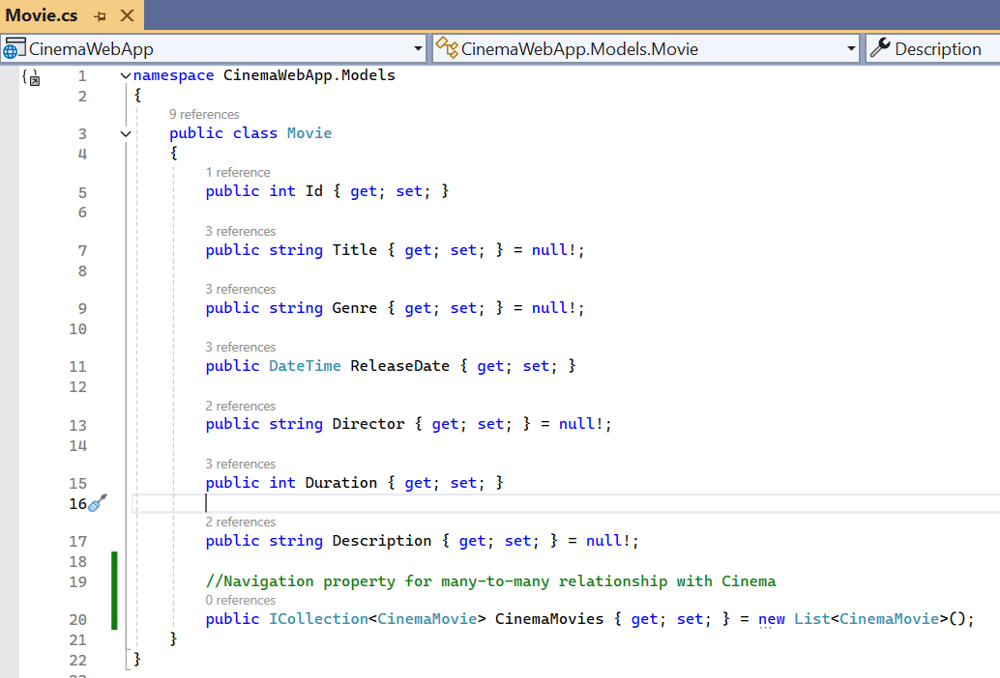 Movie.cs
CinemaWebApp CinemaWebApp.Models.Movie Description
1 namespace CinemaWebApp.Models
2 {
9 references
3 public class Movie
4 {
1 reference
5 public int Id { get; set; }
6
3 references
7 public string Title { get; set; } = null!;
8
3 references
9 public string Genre { get; set; } = null!;
10
3 references
11 public DateTime ReleaseDate { get; set; }
12
2 references
13 public string Director { get; set; } = null!;
14
3 references
15 public int Duration { get; set; }
16
2 references
17 public string Description { get; set; } = null!;
18
19 //Navigation property for many-to-many relationship with Cinema
0 references
20 public ICollection<CinemaMovie> CinemaMovies { get; set; } = new List<CinemaMovie>();
21 }
22 }